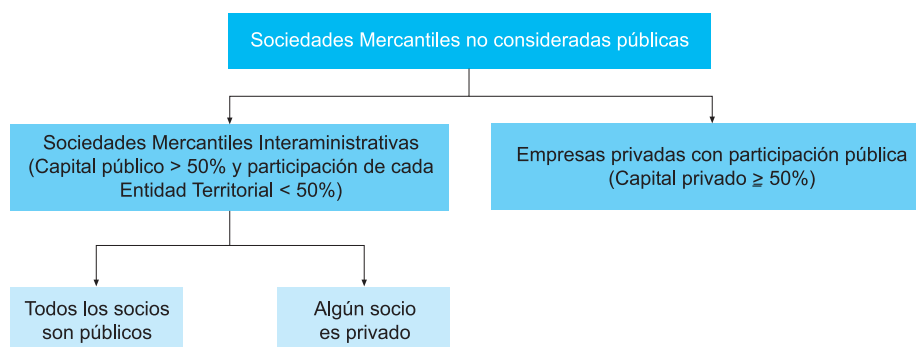 Sociedades Mercantiles no consideradas públicas
Sociedades Mercantiles Interaministrativas
(Capital público > 50% y participación de cada
Entidad Territorial < 50%)
Empresas privadas con participación pública
(Capital privado ≧ 50%)
Todos los socios
son públicos
Algún socio
es privado